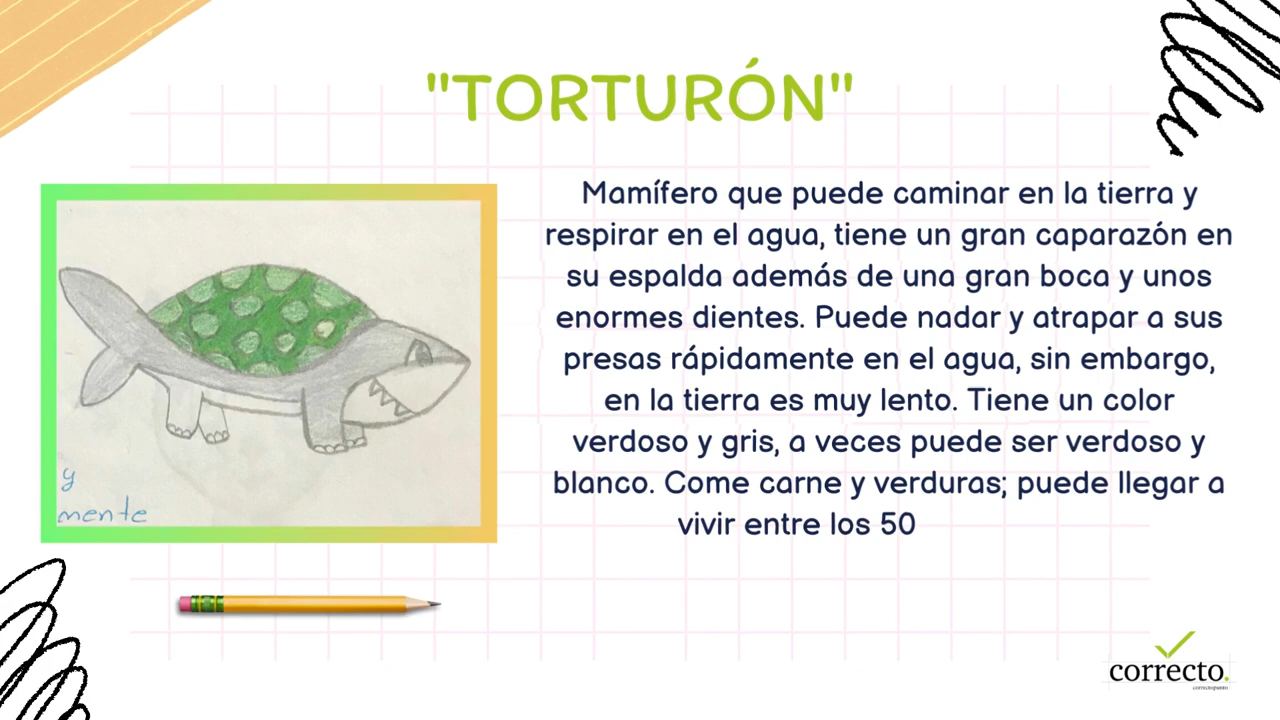 "TORTURÓN"
Mamífero que puede caminar en la tierra y
respirar en el agua, tiene un gran caparazón en
su espalda además de una gran boca y unos
enormes dientes. Puede nadar y atrapar a sus
presas rápidamente en el agua, sin embargo,
en la tierra es muy lento. Tiene un color
verdoso y gris, a veces puede ser verdoso y
blanco. Come carne y verduras; puede llegar a
vivir entre los 50
y
mente
correcto.
correctopunto